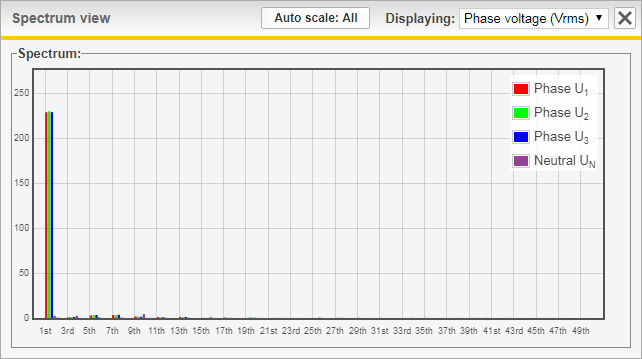 Spectrum view Auto scale: All Displaying: Phase voltage (Vrms)
Spectrum:
Phase U1
Phase U2
Phase U3
Neutral UN
250
200
150
100
50
0
1st 3rd 5th 7th 9th 11th 13th 15th 17th 19th 21st 23rd 25th 27th 29th 31st 33rd 35th 37th 39th 41st 43rd 45th 47th 49th